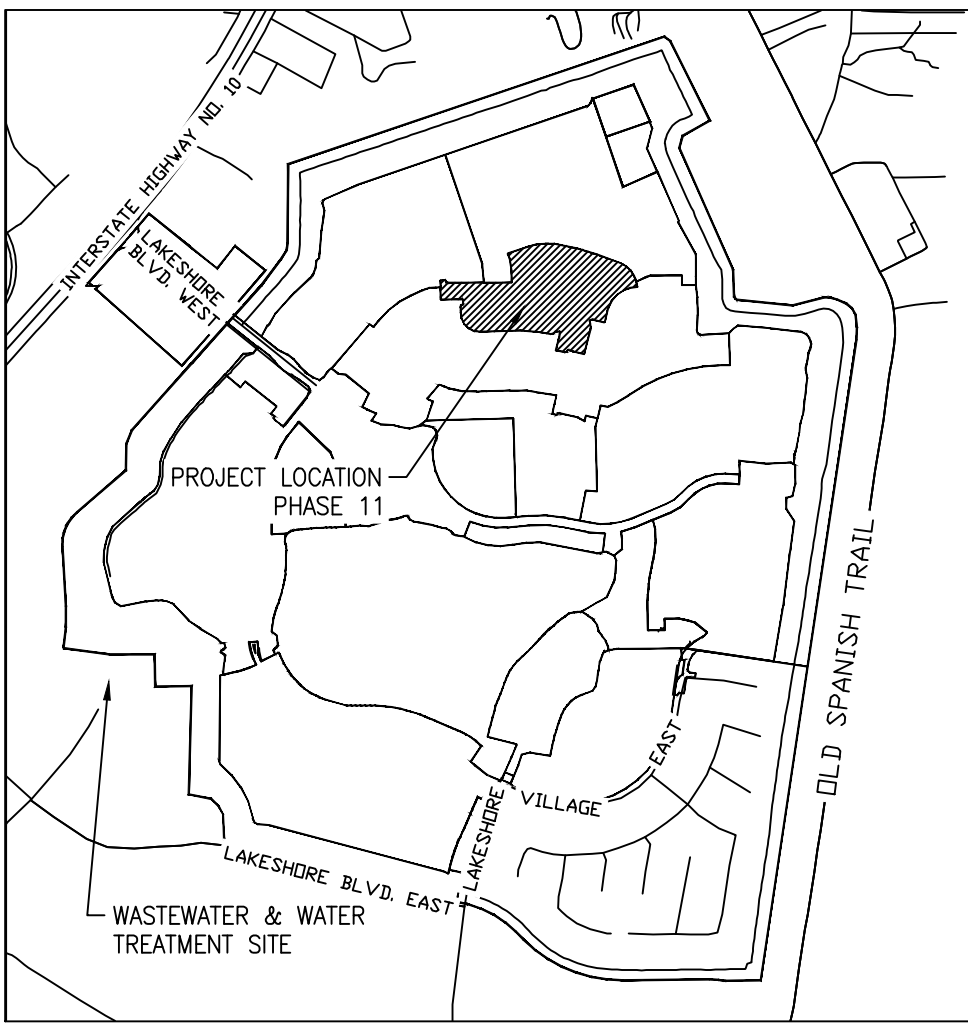 INTERSTATE HIGHWAY NO. 10
LAKESHORE
BLVD. WEST
PROJECT LOCATION
PHASE 11
OLD SPANISH TRAIL
EAST
VILLAGE
LAKESHORE
LAKESHORE BLVD. EAST
WASTEWATER & WATER
TREATMENT SITE